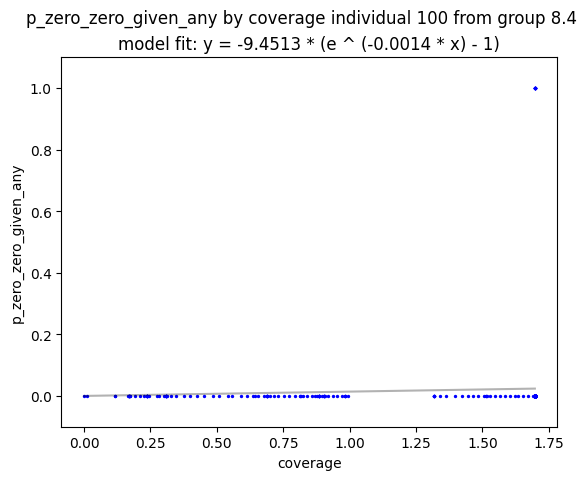 p_zero_zero_given_any by coverage individual 100 from group 8.4
model fit: y = -9.4513 * (e ^ (-0.0014 * x) - 1)
p_zero_zero_given_any
1.0
0.8
0.6
0.4
0.2
0.0
0.00 0.25 0.50 0.75 1.00 1.25 1.50 1.75
coverage